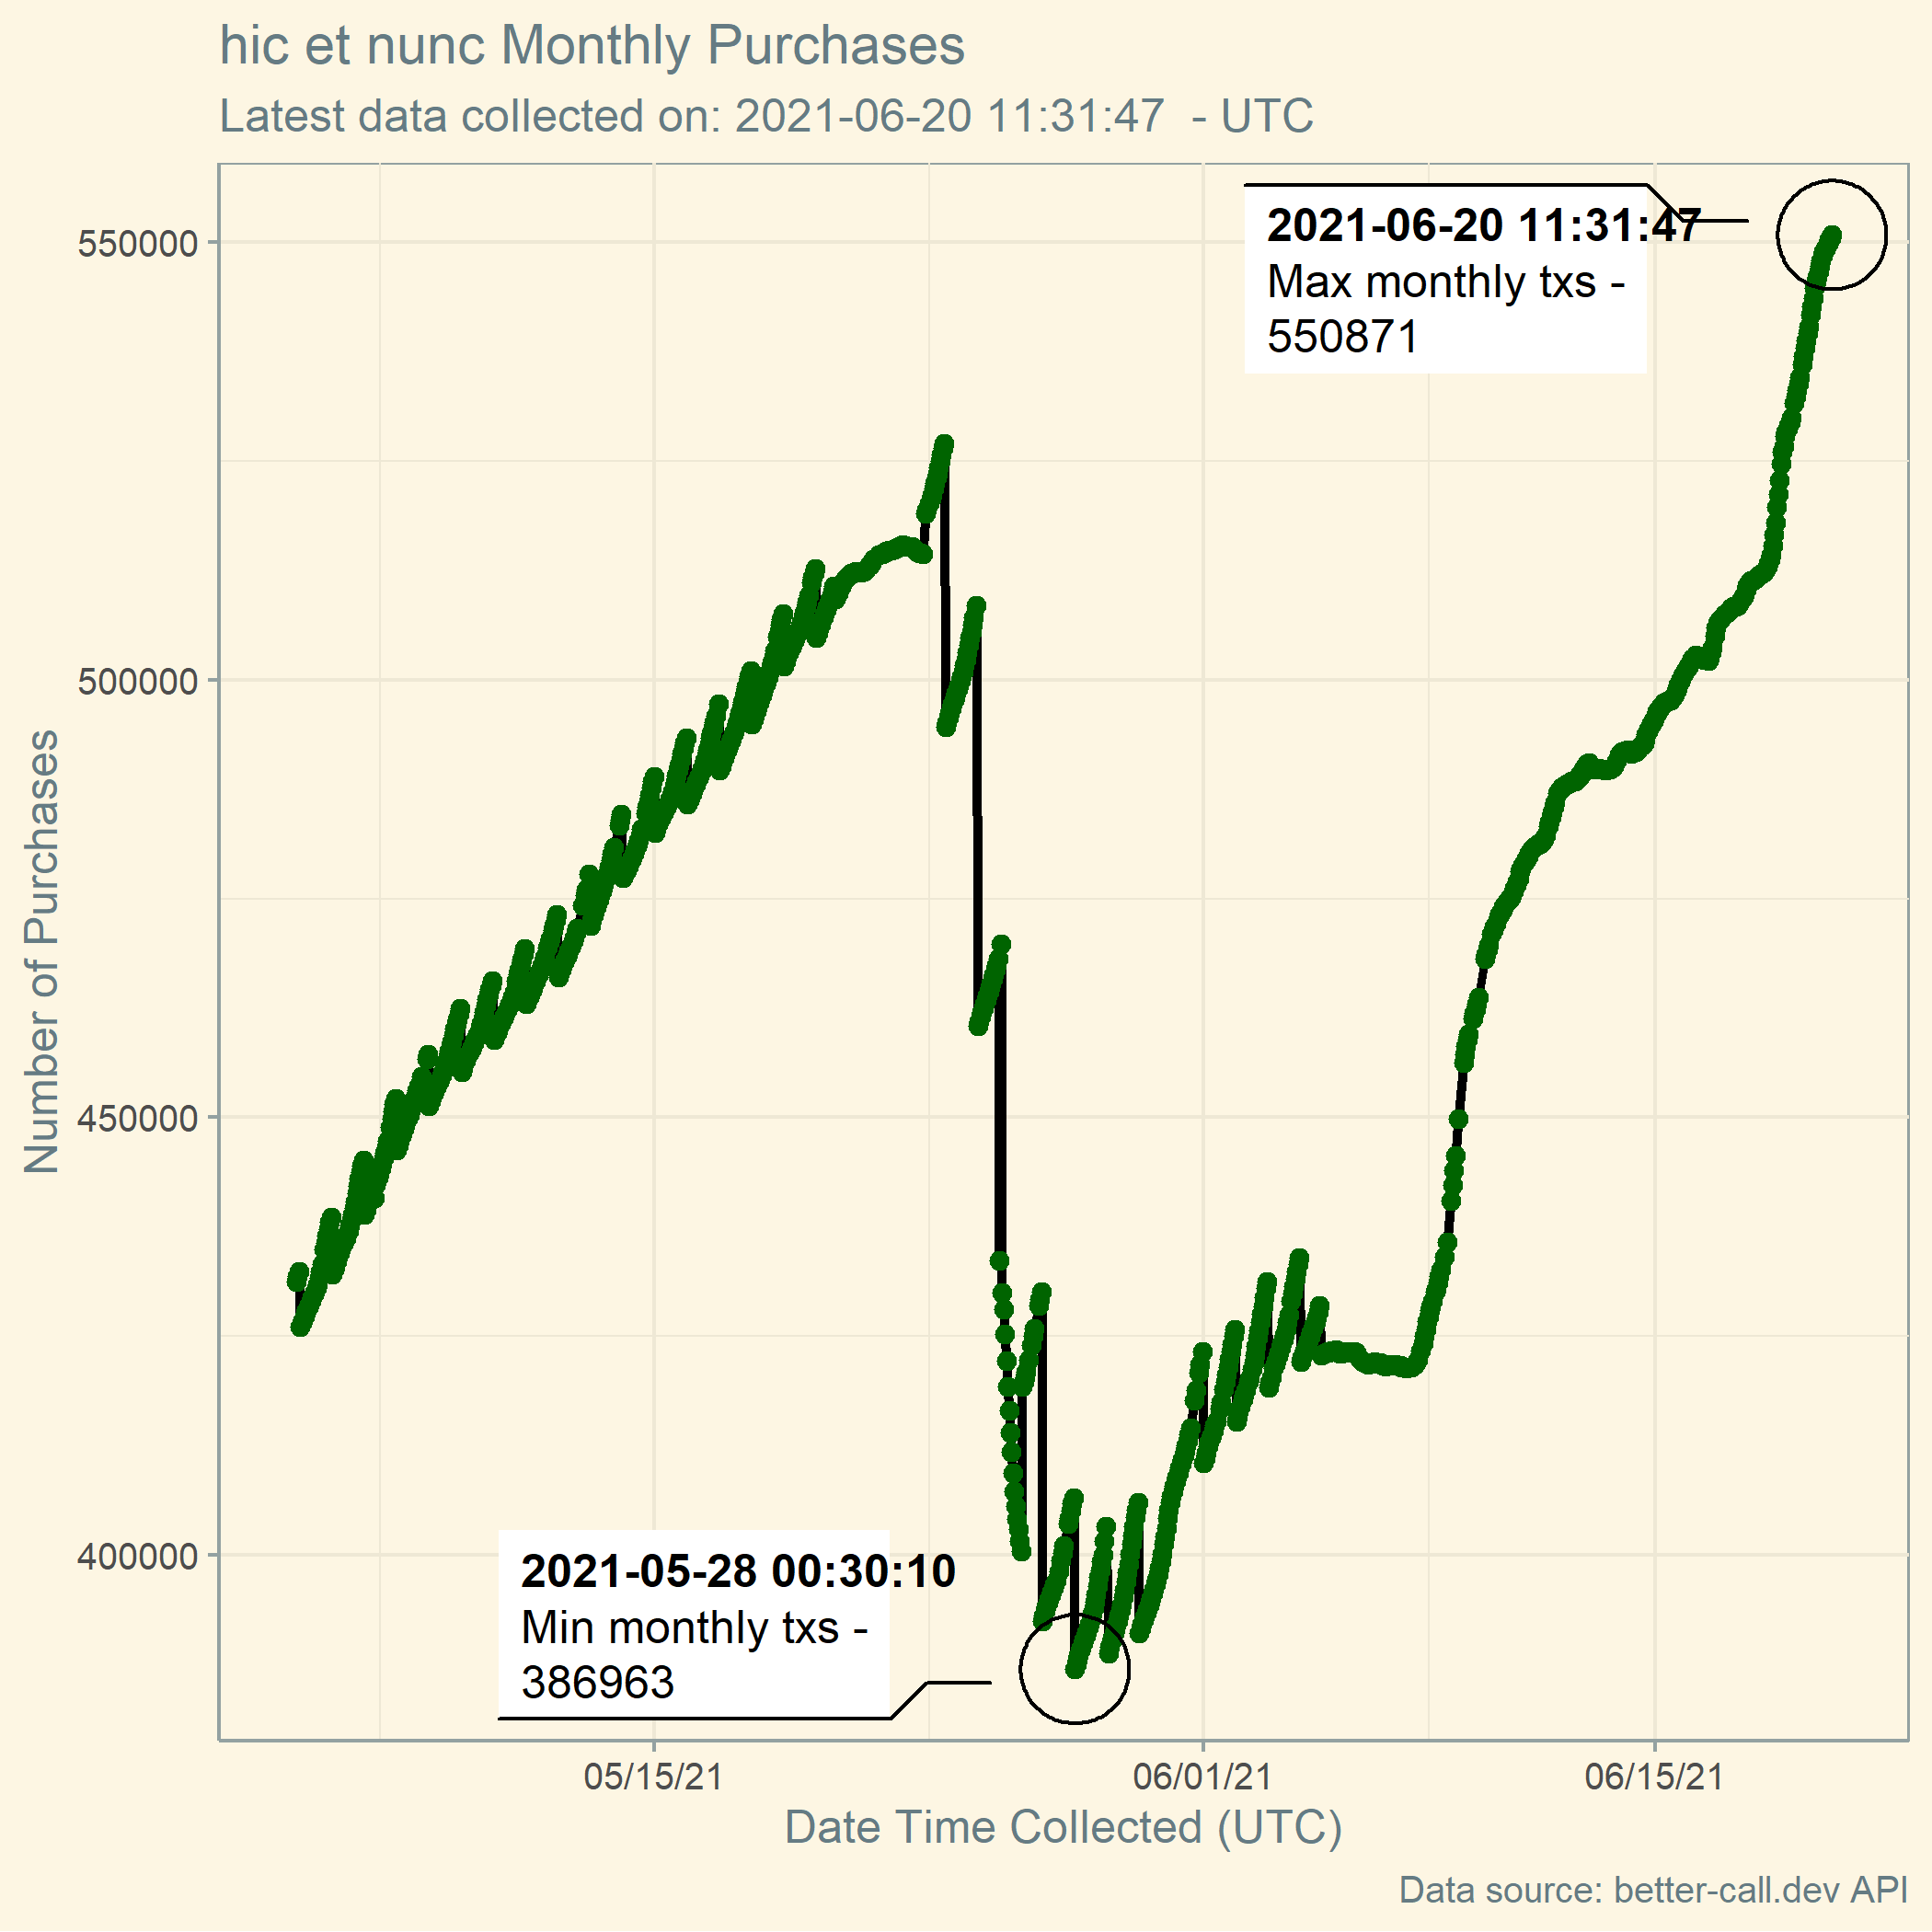 hic et nunc Monthly Purchases
Latest data collected on: 2021-06-20 11:31:47  - UTC
2021-06-20 11:31:47
Max monthly txs -
550871
550000
500000
450000
400000
Number of Purchases
2021-05-28 00:30:10
Min monthly txs -
386963
05/15/21
06/01/21
06/15/21
Date Time Collected (UTC)
Data source: better-call.dev API